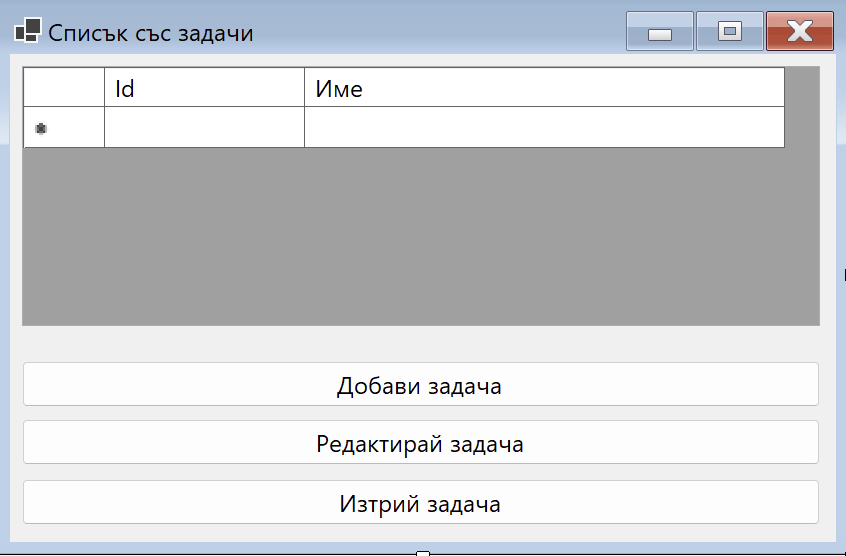 Списък със задачи
Id Име
Добави задача
Редактирай задача
Изтрий задача